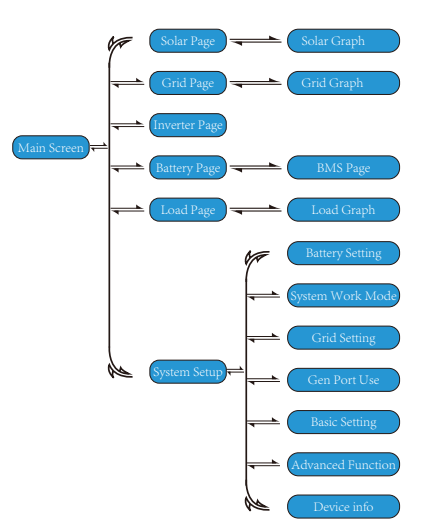 Solar Page
Solar Graph
Grid Page
Grid Graph
Inverter Page
Main Screen
Battery Page
BMS Page
Load Page
Load Graph
Battery Setting
System Work Mode
Grid Setting
System Setup
Gen Port Use
Basic Setting
Advanced Function
Device info